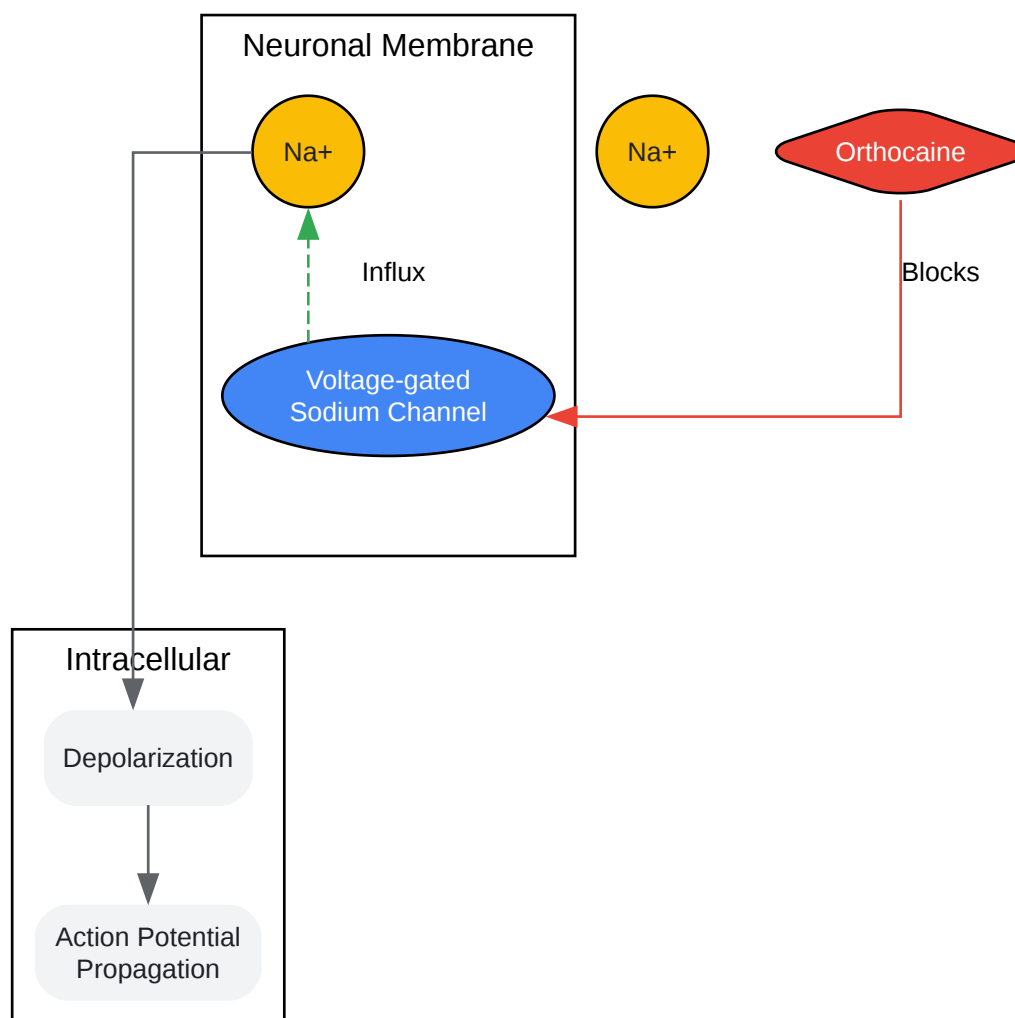 Neuronal Membrane
Na+
Na+
Orthocaine
Influx
Blocks
Voltage-gated
Sodium Channel
Intracellular
Depolarization
Action Potential
Propagation